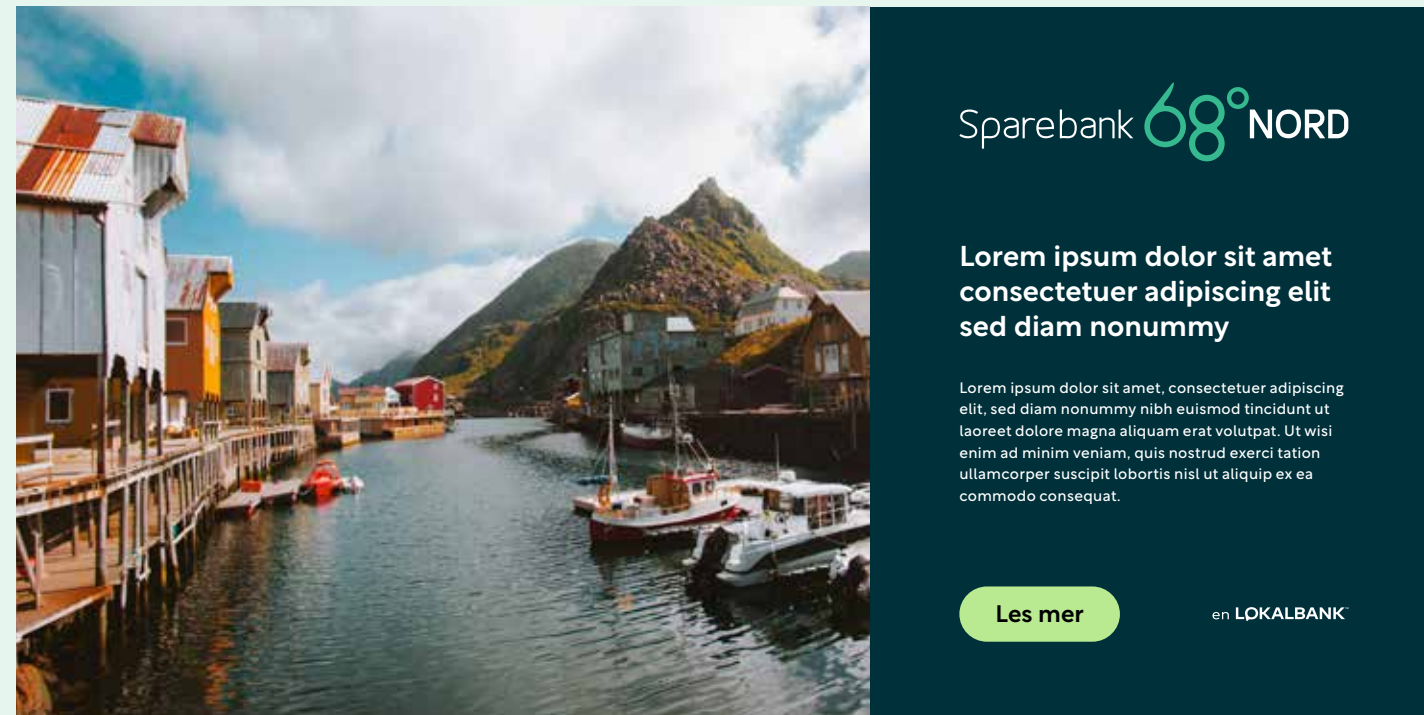 Sparebank 68° NORD
Lorem ipsum dolor sit amet
consectetuer adipiscing elit
sed diam nonummy
Lorem ipsum dolor sit amet, consectetuer adipiscing
elit, sed diam nonummy nibh euismod tincidunt ut
laoreet dolore magna aliquam erat volutpat. Ut wisi
enim ad minim veniam, quis nostrud exerci tation
ullamcorper suscipit lobortis nisl ut aliquip ex ea
commodo consequat.
Les mer
en LOKALBANK™